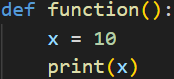 def function():
    x = 10
    print(x)